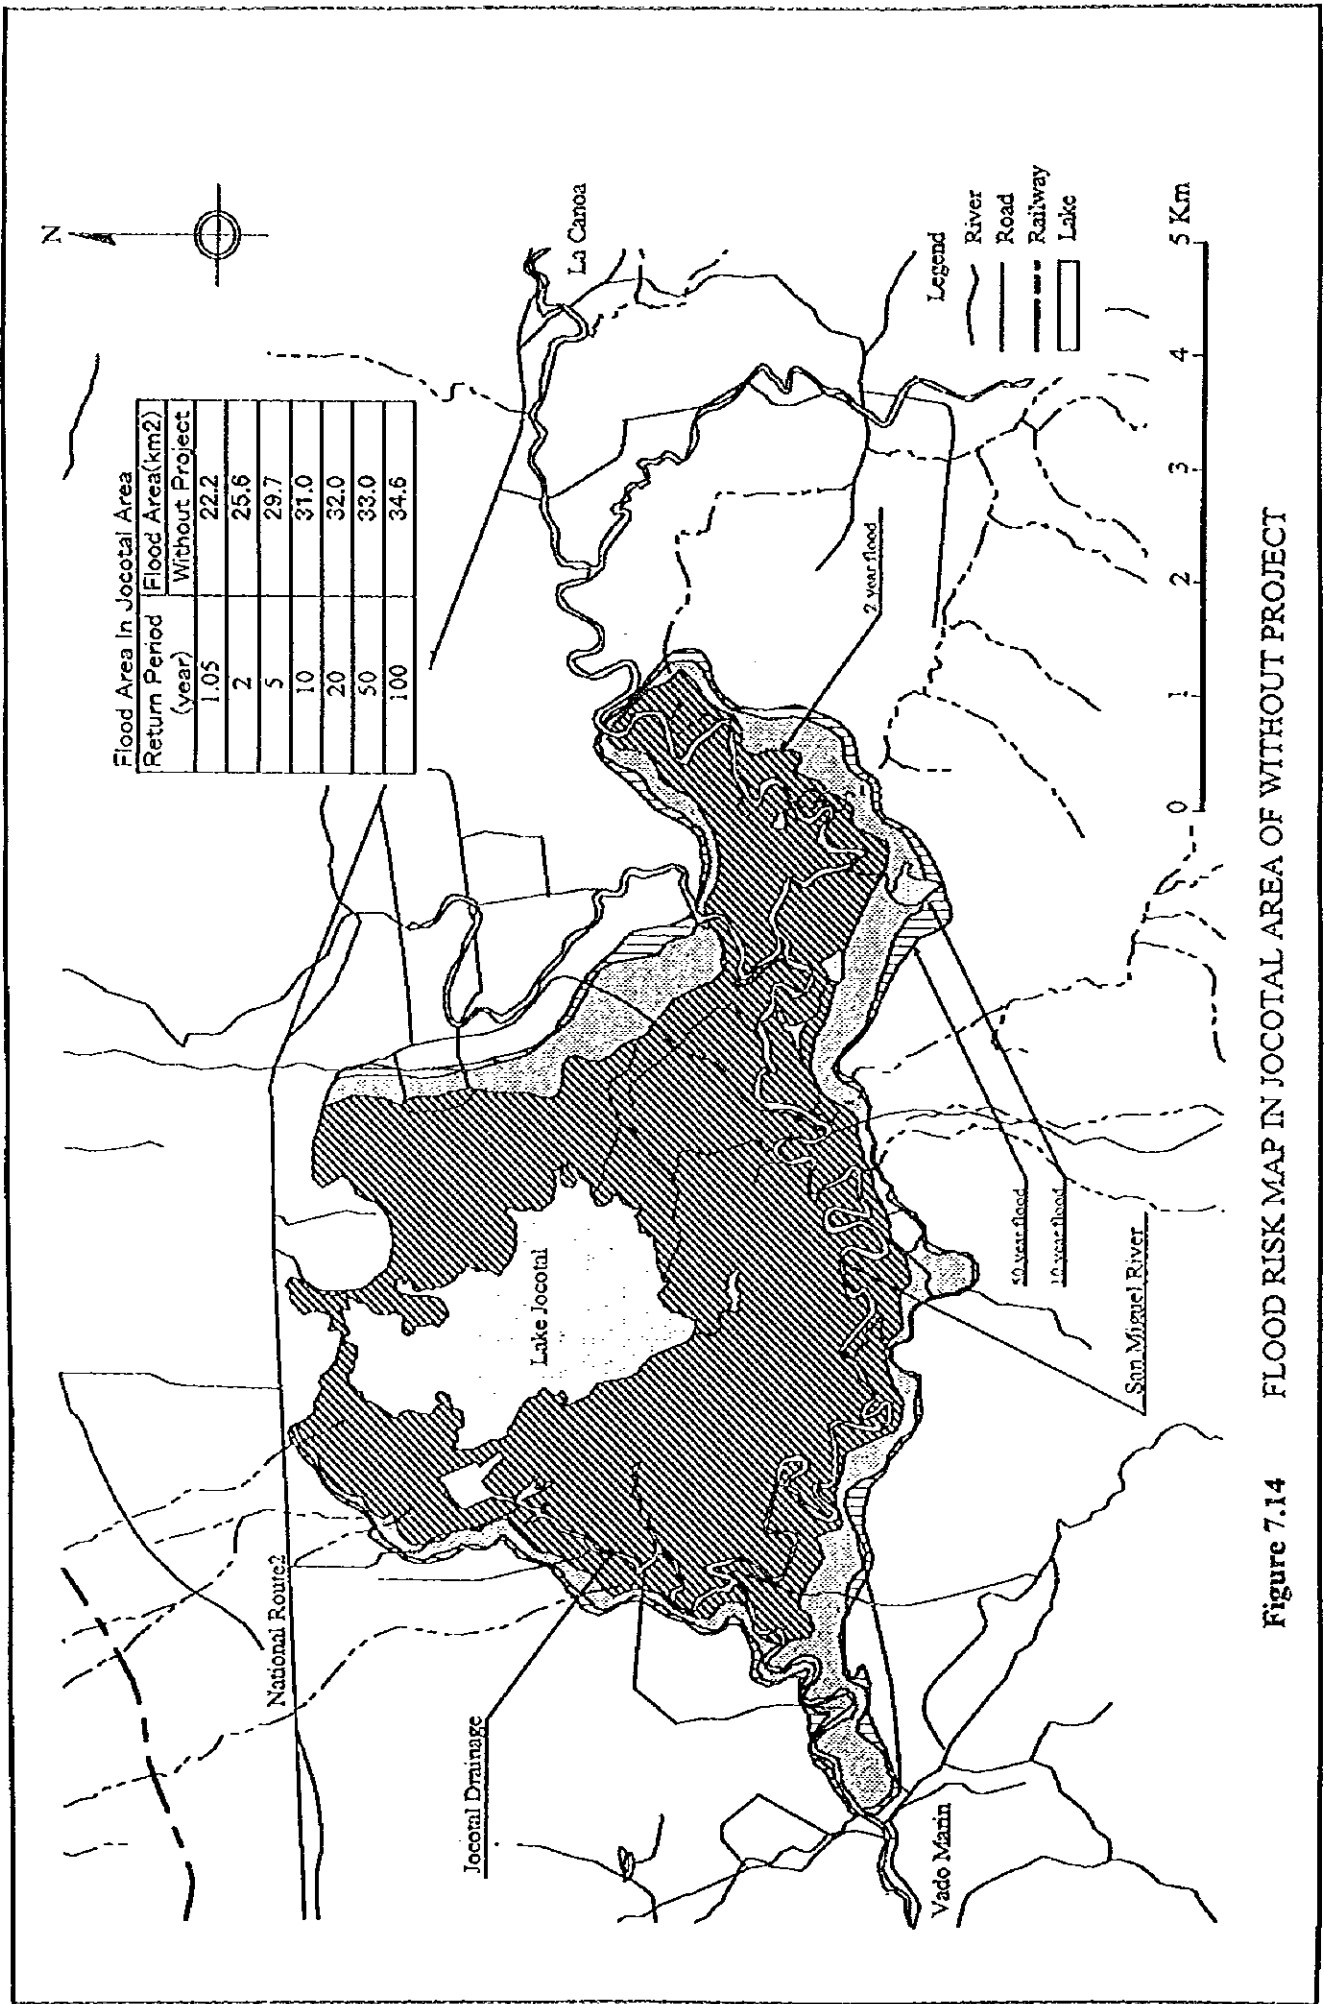 N
Flood Area In Jocotal Area
Return Period (year) Flood Area(km2) Without Project
1.05 22.2
2 25.6
5 29.7
10 31.0
20 32.0
50 33.0
100 34.6
National Route2
La Canoa
Lake Jocotal
Jocotal Drainage
2 year flood
Legend
River
Road
Railway
Lake
50 year flood
10 year flood
San Miguel River
Vado Marin
0 1 2 3 4 5 Km
Figure 7.14 FLOOD RISK MAP IN JOCOTAL AREA OF WITHOUT PROJECT